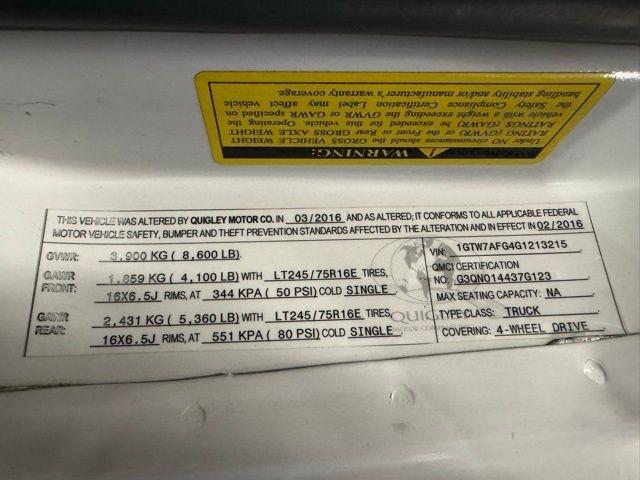 WARNING:
Under NO circumstances should the GROSS VEHICLE WEIGHT
RATING (GVWR) or the Front or Rear GROSS AXLE WEIGHT
RATINGS (GAWR) be exceeded for this vehicle. Operating the
vehicle with a weight exceeding the GVWR or GAWR specified on
the Safety Compliance Certification Label may affect vehicle
handling stability and/or manufacturer's warranty coverage.
THIS VEHICLE WAS ALTERED BY QUIGLEY MOTOR CO. IN 03/2016 AND AS ALTERED; IT CONFORMS TO ALL APPLICABLE FEDERAL
MOTOR VEHICLE SAFETY, BUMPER AND THEFT PREVENTION STANDARDS AFFECTED BY THE ALTERATION AND IN EFFECT IN 02/2016
GVWR: 3,900 KG ( 8,600 LB)
GAWR 1,859 KG ( 4,100 LB) WITH LT245/75R16E TIRES,
FRONT: 16X6.5J RIMS, AT 344 KPA ( 50 PSI) COLD SINGLE
GAWR 2,431 KG ( 5,360 LB) WITH LT245/75R16E TIRES,
REAR: 16X6.5J RIMS, AT 551 KPA ( 80 PSI) COLD SINGLE
VIN: 1GTW7AFG4G1213215
QMCI CERTIFICATION
NO. G3QN014437G123
MAX SEATING CAPACITY: NA
TYPE CLASS: TRUCK
COVERING: 4-WHEEL DRIVE